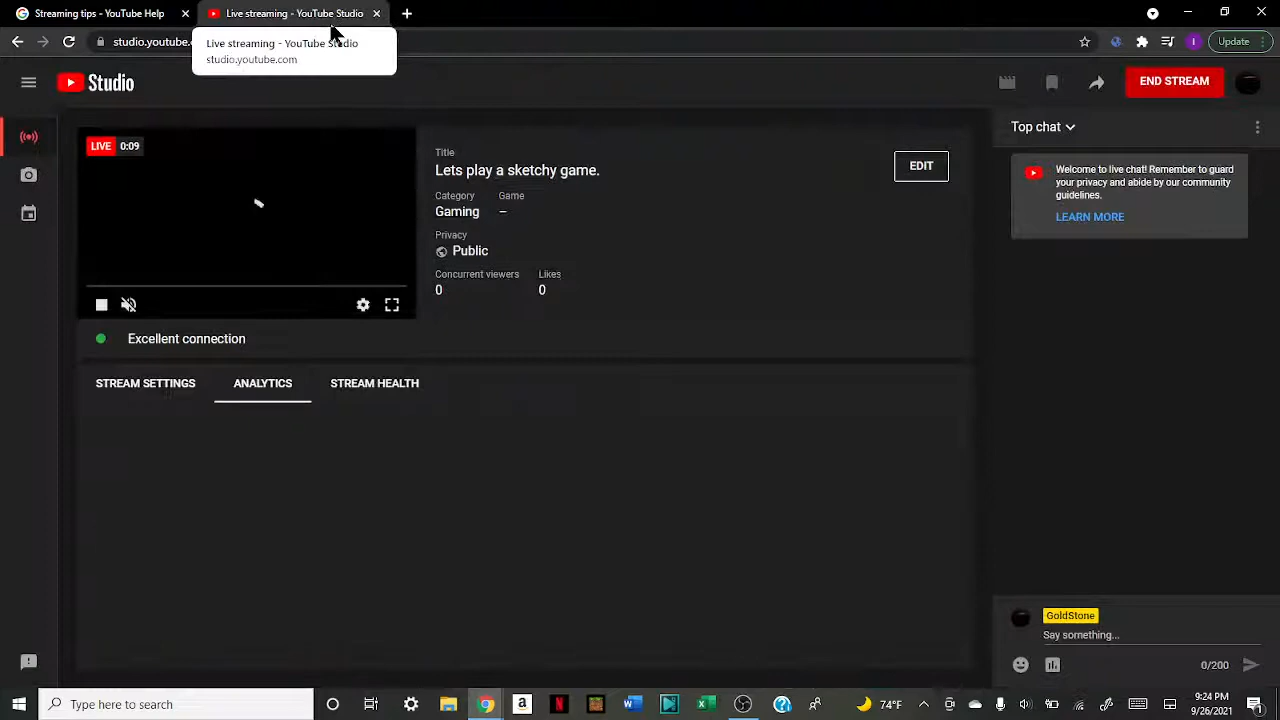 Streaming tips - YouTube Help
Live streaming - YouTube Studio
studio.youtube.c
Update
Live streaming - YouTube Studio
studio.youtube.com
Studio
END STREAM
LIVE 0:09
Title
Lets play a sketchy game.
EDIT
Category Game
Gaming –
Privacy
Public
Concurrent viewers Likes
0 0
Excellent connection
STREAM SETTINGS ANALYTICS STREAM HEALTH
Top chat
Welcome to live chat! Remember to guard
your privacy and abide by our community
guidelines.
LEARN MORE
GoldStone
Say something...
0/200
Type here to search
72°F
9:24 PM
9/26/2021